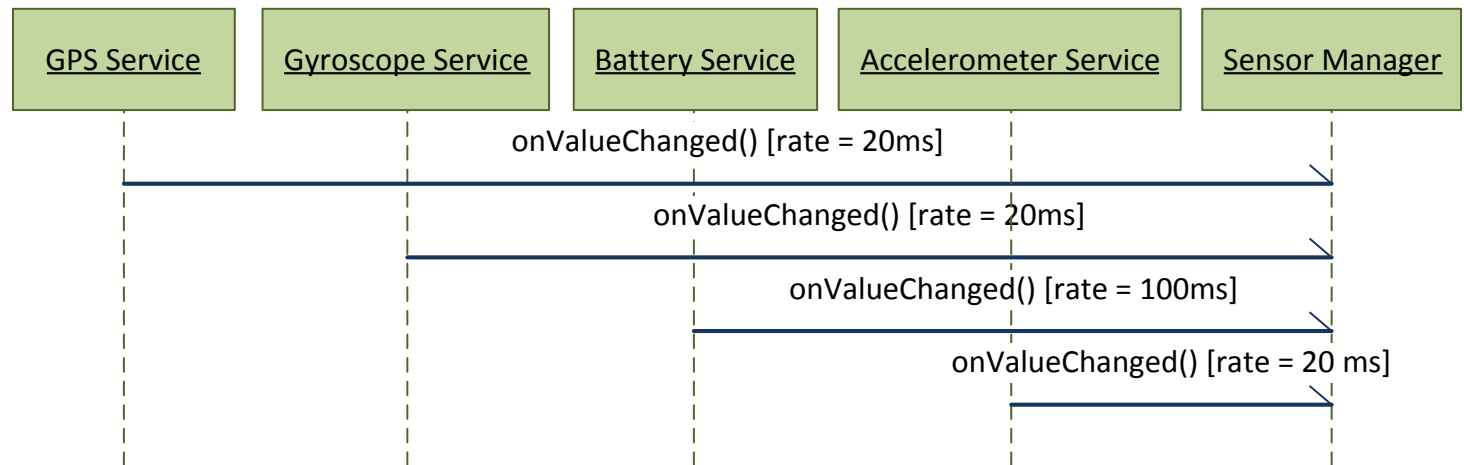 GPS Service
Gyroscope Service
Battery Service
Accelerometer Service
Sensor Manager
onValueChanged() [rate = 20ms]
onValueChanged() [rate = 20ms]
onValueChanged() [rate = 100ms]
onValueChanged() [rate = 20 ms]